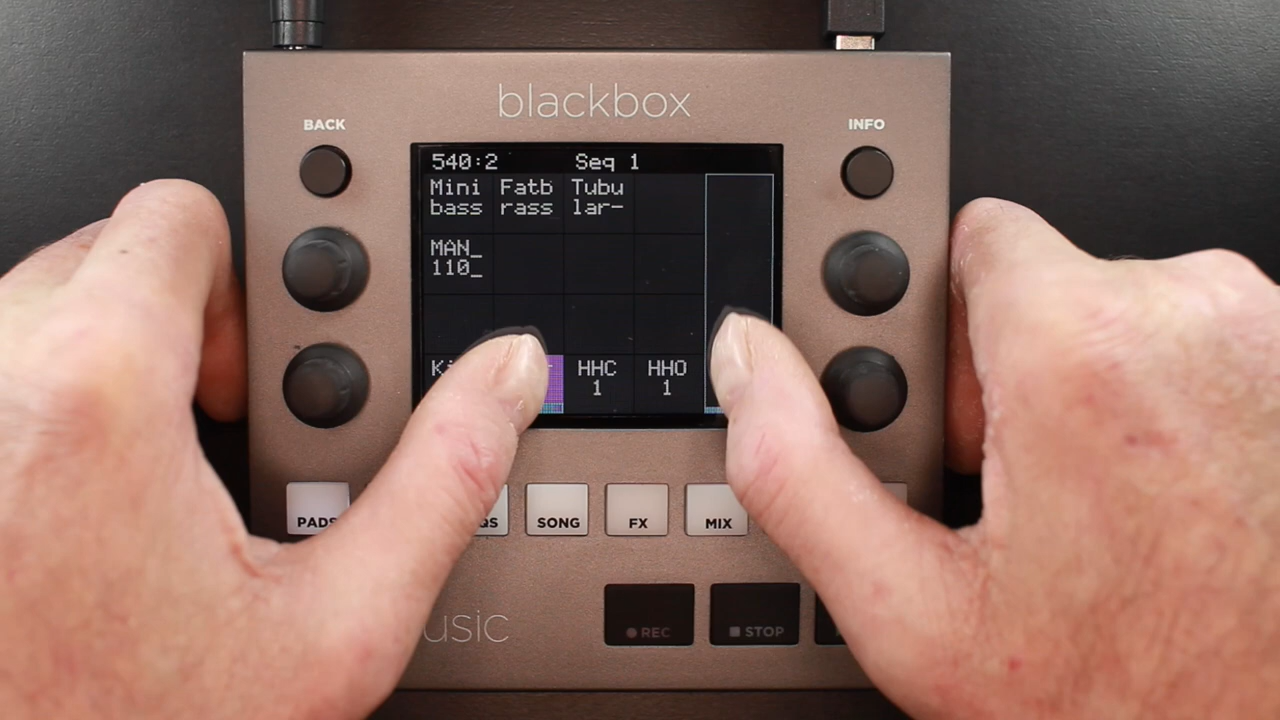 blackbox
BACK
INFO
540:2 Seq 1
Mini Fatb Tubu
bass rass lar-
MAN_
110_
HHC HHO
1 1
PADS SONG FX MIX
REC STOP